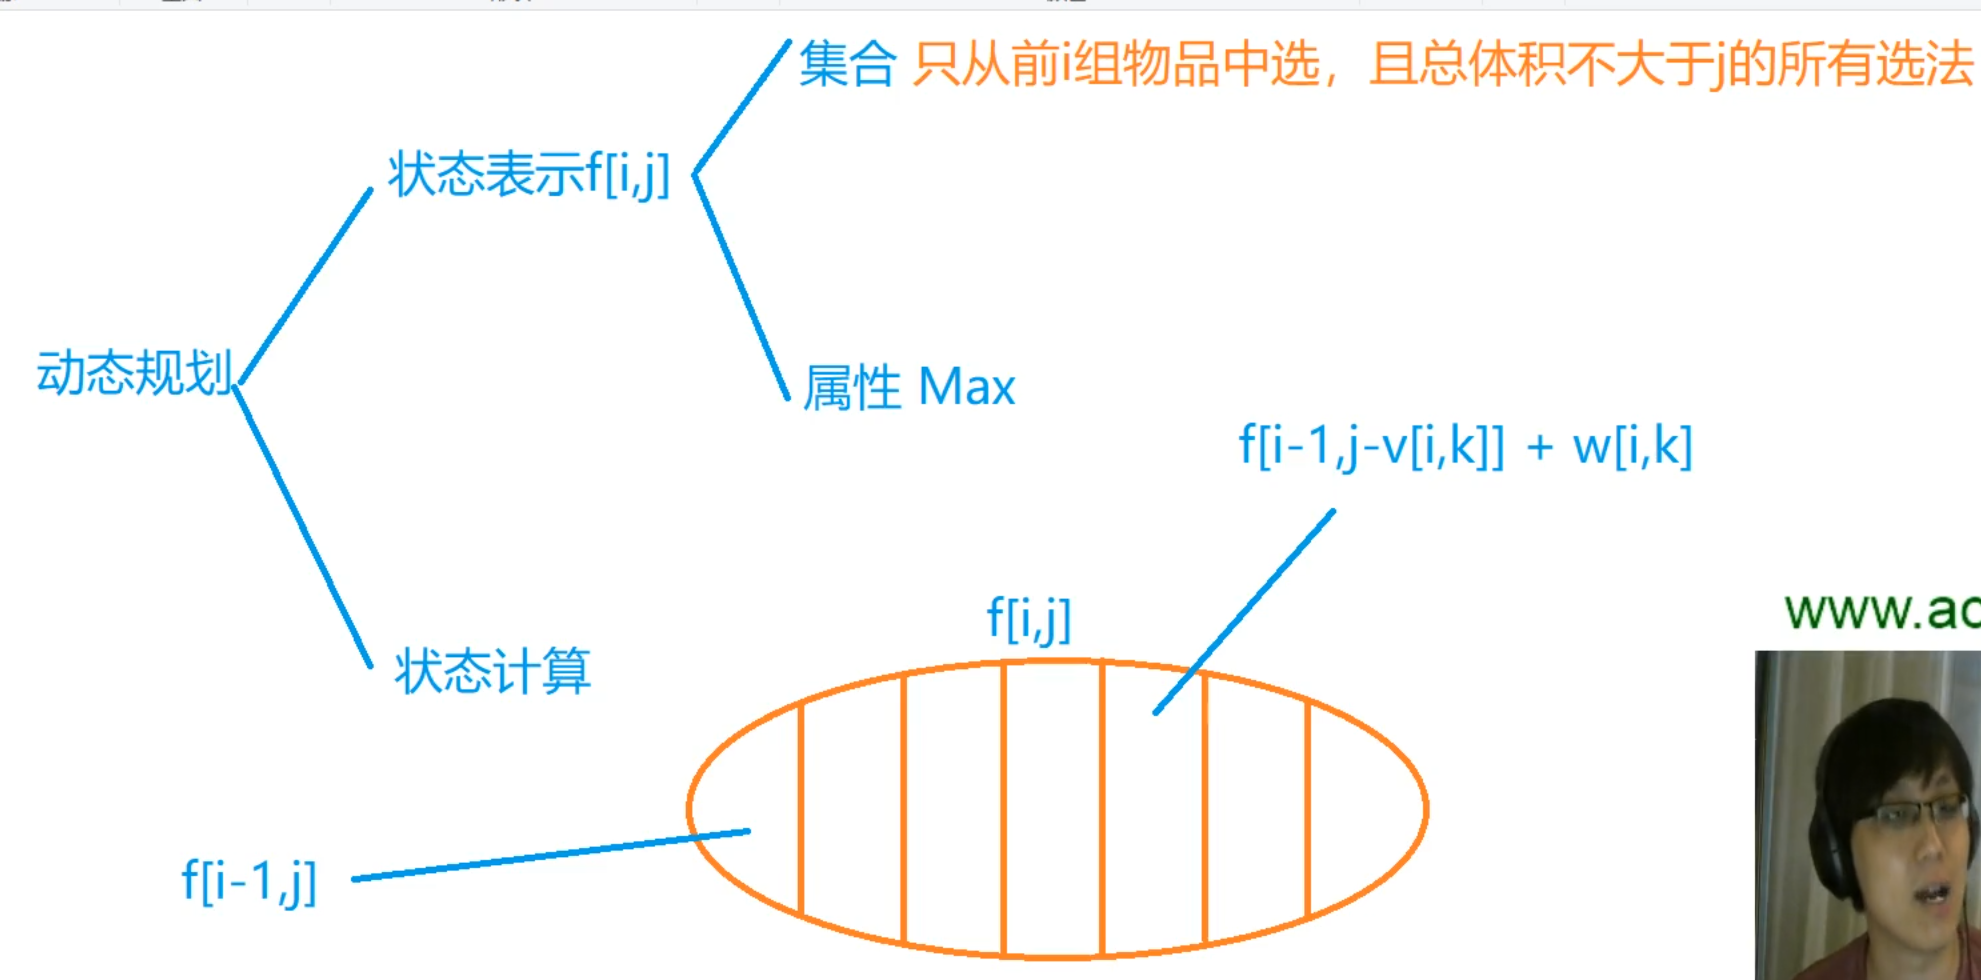 集合 只从前i组物品中选，且总体积不大于j的所有选法
状态表示f[i,j]
动态规划
属性 Max
f[i-1,j-v[i,k]] + w[i,k]
f[i,j]
www.ac
状态计算
f[i-1,j]